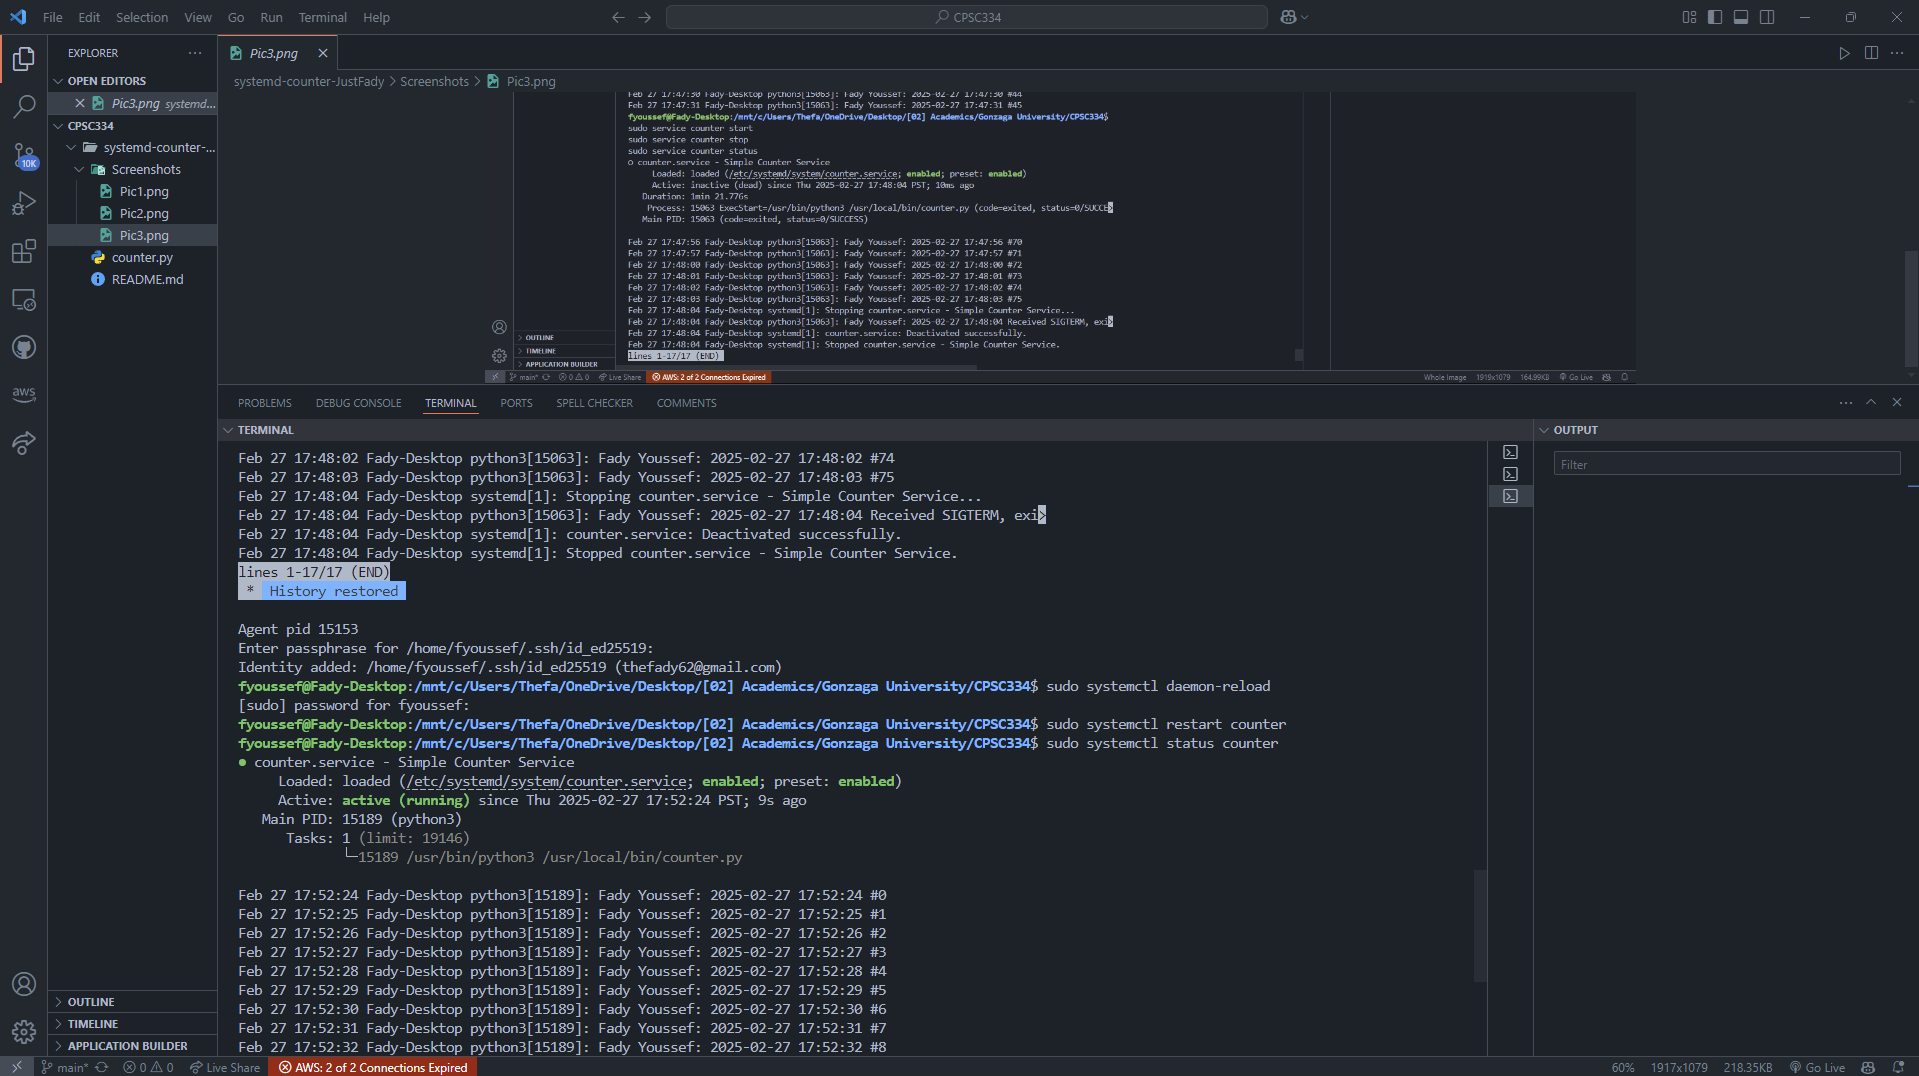 File Edit Selection View Go Run Terminal Help
CPSC334
EXPLORER
OPEN EDITORS
Pic3.png systemd...
CPSC334
systemd-counter-...
Screenshots
Pic1.png
Pic2.png
Pic3.png
counter.py
README.md
10K
aws
OUTLINE
TIMELINE
APPLICATION BUILDER
Pic3.png
systemd-counter-JustFady > Screenshots > Pic3.png
Feb 27 17:47:30 Fady-Desktop python3[15063]: Fady Youssef: 2025-02-27 17:47:30 #44
Feb 27 17:47:31 Fady-Desktop python3[15063]: Fady Youssef: 2025-02-27 17:47:31 #45
fyoussef@Fady-Desktop:/mnt/c/Users/Thefa/OneDrive/Desktop/[02] Academics/Gonzaga University/CPSC334$
sudo service counter start
sudo service counter stop
sudo service counter status
○ counter.service - Simple Counter Service
Loaded: loaded (/etc/systemd/system/counter.service; enabled; preset: enabled)
Active: inactive (dead) since Thu 2025-02-27 17:48:04 PST; 10ms ago
Duration: 1min 21.776s
Process: 15063 ExecStart=/usr/bin/python3 /usr/local/bin/counter.py (code=exited, status=0/SUCCE>
Main PID: 15063 (code=exited, status=0/SUCCESS)
Feb 27 17:47:56 Fady-Desktop python3[15063]: Fady Youssef: 2025-02-27 17:47:56 #70
Feb 27 17:47:57 Fady-Desktop python3[15063]: Fady Youssef: 2025-02-27 17:47:57 #71
Feb 27 17:48:00 Fady-Desktop python3[15063]: Fady Youssef: 2025-02-27 17:48:00 #72
Feb 27 17:48:01 Fady-Desktop python3[15063]: Fady Youssef: 2025-02-27 17:48:01 #73
Feb 27 17:48:02 Fady-Desktop python3[15063]: Fady Youssef: 2025-02-27 17:48:02 #74
Feb 27 17:48:03 Fady-Desktop python3[15063]: Fady Youssef: 2025-02-27 17:48:03 #75
Feb 27 17:48:04 Fady-Desktop systemd[1]: Stopping counter.service - Simple Counter Service...
Feb 27 17:48:04 Fady-Desktop python3[15063]: Fady Youssef: 2025-02-27 17:48:04 Received SIGTERM, exi>
Feb 27 17:48:04 Fady-Desktop systemd[1]: counter.service: Deactivated successfully.
Feb 27 17:48:04 Fady-Desktop systemd[1]: Stopped counter.service - Simple Counter Service.
lines 1-17/17 (END)
OUTLINE
TIMELINE
APPLICATION BUILDER
main* 0 0 Live Share AWS: 2 of 2 Connections Expired Whole Image 1919x1079 164.99KB Go Live
PROBLEMS DEBUG CONSOLE TERMINAL PORTS SPELL CHECKER COMMENTS
TERMINAL
Feb 27 17:48:02 Fady-Desktop python3[15063]: Fady Youssef: 2025-02-27 17:48:02 #74
Feb 27 17:48:03 Fady-Desktop python3[15063]: Fady Youssef: 2025-02-27 17:48:03 #75
Feb 27 17:48:04 Fady-Desktop systemd[1]: Stopping counter.service - Simple Counter Service...
Feb 27 17:48:04 Fady-Desktop python3[15063]: Fady Youssef: 2025-02-27 17:48:04 Received SIGTERM, exi>
Feb 27 17:48:04 Fady-Desktop systemd[1]: counter.service: Deactivated successfully.
Feb 27 17:48:04 Fady-Desktop systemd[1]: Stopped counter.service - Simple Counter Service.
lines 1-17/17 (END)
* History restored
Agent pid 15153
Enter passphrase for /home/fyoussef/.ssh/id_ed25519:
Identity added: /home/fyoussef/.ssh/id_ed25519 (thefady62@gmail.com)
fyoussef@Fady-Desktop:/mnt/c/Users/Thefa/OneDrive/Desktop/[02] Academics/Gonzaga University/CPSC334$ sudo systemctl daemon-reload
[sudo] password for fyoussef:
fyoussef@Fady-Desktop:/mnt/c/Users/Thefa/OneDrive/Desktop/[02] Academics/Gonzaga University/CPSC334$ sudo systemctl restart counter
fyoussef@Fady-Desktop:/mnt/c/Users/Thefa/OneDrive/Desktop/[02] Academics/Gonzaga University/CPSC334$ sudo systemctl status counter
● counter.service - Simple Counter Service
Loaded: loaded (/etc/systemd/system/counter.service; enabled; preset: enabled)
Active: active (running) since Thu 2025-02-27 17:52:24 PST; 9s ago
Main PID: 15189 (python3)
Tasks: 1 (limit: 19146)
└─15189 /usr/bin/python3 /usr/local/bin/counter.py
Feb 27 17:52:24 Fady-Desktop python3[15189]: Fady Youssef: 2025-02-27 17:52:24 #0
Feb 27 17:52:25 Fady-Desktop python3[15189]: Fady Youssef: 2025-02-27 17:52:25 #1
Feb 27 17:52:26 Fady-Desktop python3[15189]: Fady Youssef: 2025-02-27 17:52:26 #2
Feb 27 17:52:27 Fady-Desktop python3[15189]: Fady Youssef: 2025-02-27 17:52:27 #3
Feb 27 17:52:28 Fady-Desktop python3[15189]: Fady Youssef: 2025-02-27 17:52:28 #4
Feb 27 17:52:29 Fady-Desktop python3[15189]: Fady Youssef: 2025-02-27 17:52:29 #5
Feb 27 17:52:30 Fady-Desktop python3[15189]: Fady Youssef: 2025-02-27 17:52:30 #6
Feb 27 17:52:31 Fady-Desktop python3[15189]: Fady Youssef: 2025-02-27 17:52:31 #7
Feb 27 17:52:32 Fady-Desktop python3[15189]: Fady Youssef: 2025-02-27 17:52:32 #8
OUTPUT
Filter
main* 0 0 Live Share AWS: 2 of 2 Connections Expired 60% 1917x1079 218.35KB Go Live